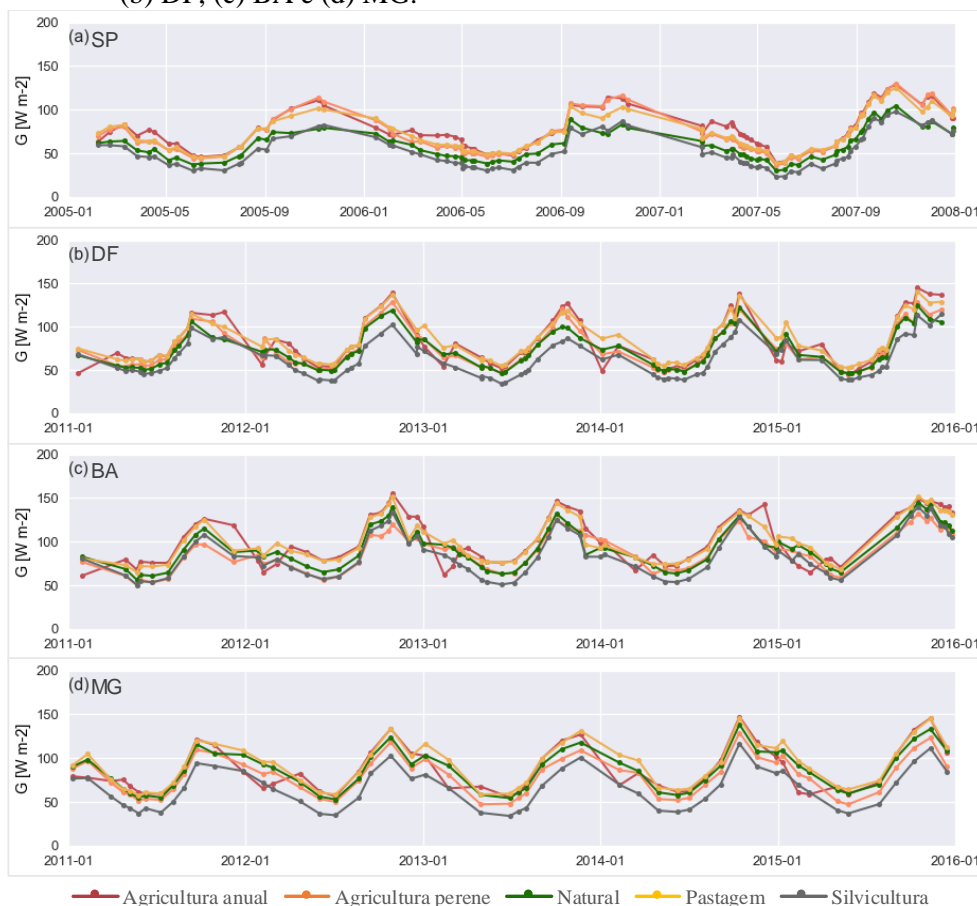 (b) DF, (c) BA e (d) MG.
(a) SP
G [W m-2]
200
150
100
50
0
2005-01 2005-05 2005-09 2006-01 2006-05 2006-09 2007-01 2007-05 2007-09 2008-01
(b) DF
G [W m-2]
200
150
100
50
0
2011-01 2012-01 2013-01 2014-01 2015-01 2016-01
(c) BA
G [W m-2]
200
150
100
50
0
2011-01 2012-01 2013-01 2014-01 2015-01 2016-01
(d) MG
G [W m-2]
200
150
100
50
0
2011-01 2012-01 2013-01 2014-01 2015-01 2016-01
Agricultura anual Agricultura perene Natural Pastagem Silvicultura